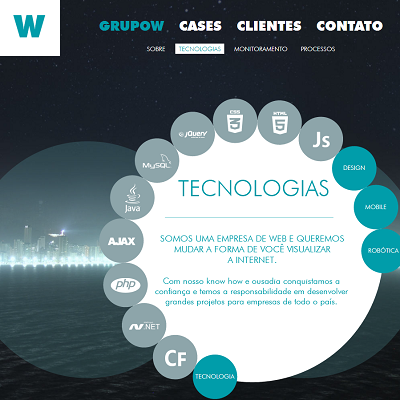 W
GRUPOW CASES CLIENTES CONTATO
SOBRE TECNOLOGIAS MONITORAMENTO PROCESSOS
CSS 3
HTML 5
jQuery
Js
MySQL
DESIGN
Java
MOBILE
AJAX
ROBÓTICA
php
.NET
CF
TECNOLOGIA
TECNOLOGIAS
SOMOS UMA EMPRESA DE WEB E QUEREMOS
MUDAR A FORMA DE VOCÊ VISUALIZAR
A INTERNET.
Com nosso know how e ousadia conquistamos a
confiança e temos a responsabilidade em desenvolver
grandes projetos para empresas de todo o país.